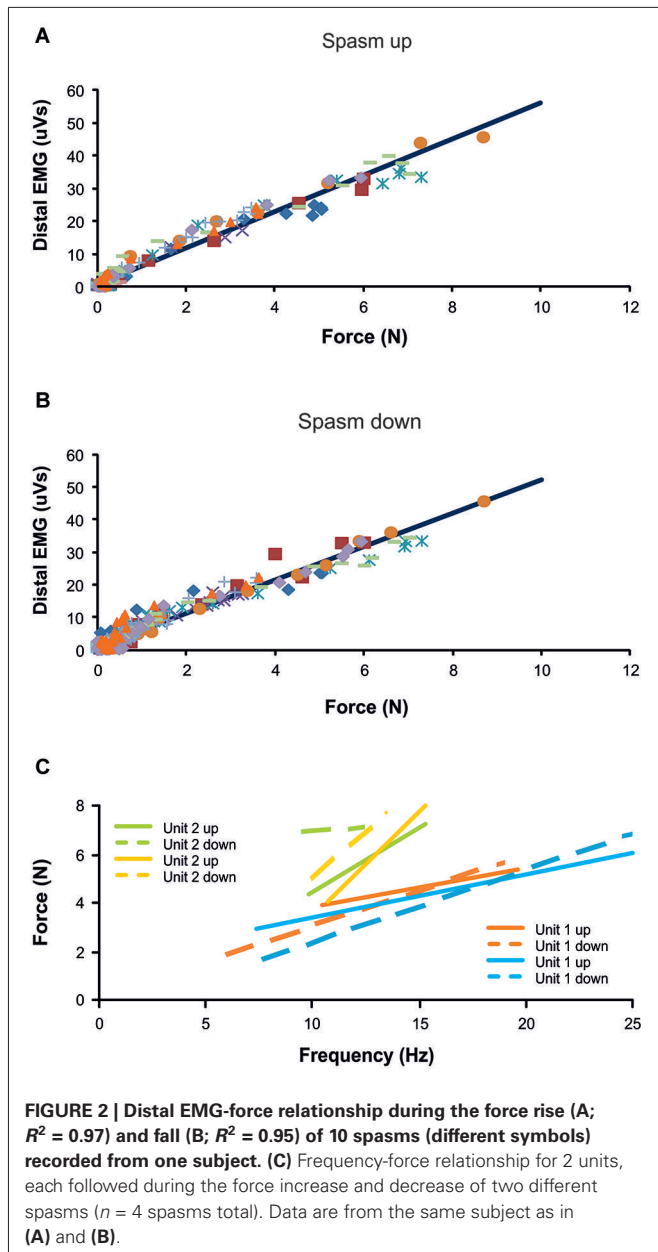 A
Spasm up
60
50
40
30
20
10
0
Distal EMG (uVs)
0 2 4 6 8 10 12
Force (N)
B
Spasm down
60
50
40
30
20
10
0
Distal EMG (uVs)
0 2 4 6 8 10 12
Force (N)
C
8
6
4
2
0
Force (N)
Unit 2 up
Unit 2 down
Unit 2 up
Unit 2 down
Unit 1 up
Unit 1 down
Unit 1 up
Unit 1 down
0 5 10 15 20 25
Frequency (Hz)
FIGURE 2 | Distal EMG-force relationship during the force rise (A;
R² = 0.97) and fall (B; R² = 0.95) of 10 spasms (different symbols)
recorded from one subject. (C) Frequency-force relationship for 2 units,
each followed during the force increase and decrease of two different
spasms (n = 4 spasms total). Data are from the same subject as in
(A) and (B).